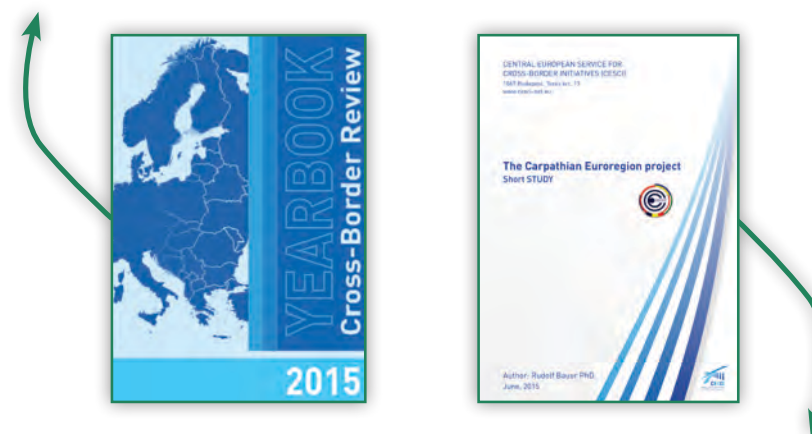 YEARBOOK
Cross-Border Review
2015
CENTRAL EUROPEAN SERVICE FOR
CROSS-BORDER INITIATIVES (CESCI)
The Carpathian Euroregion project
Short STUDY
Author: Rudolf Bauer PhD.
June, 2015